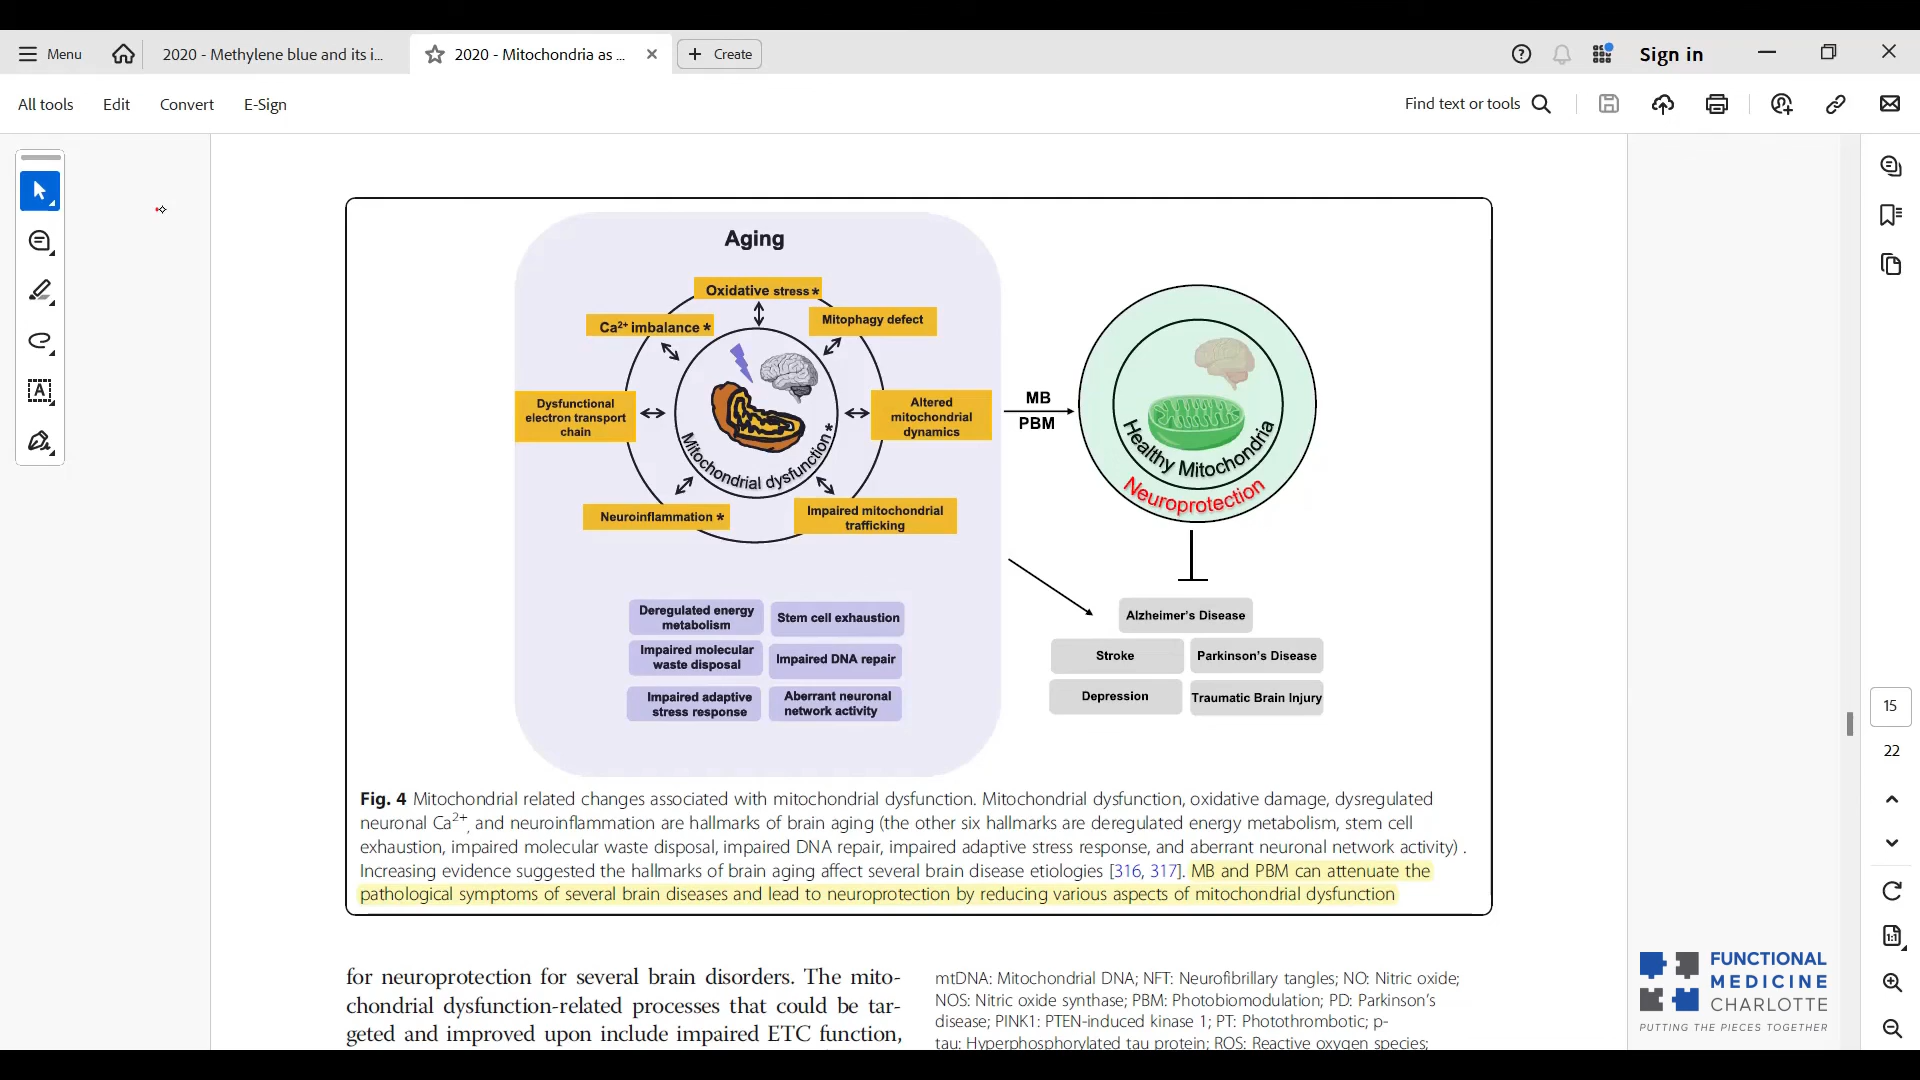 Menu
2020 - Methylene blue and its i...
2020 - Mitochondria as ...
Create
Sign in
All tools
Edit
Convert
E-Sign
Find text or tools
Aging
Oxidative stress *
Ca2+ imbalance *
Mitophagy defect
Dysfunctional
electron transport
chain
Altered
mitochondrial
dynamics
Mitochondrial dysfunction *
Neuroinflammation *
Impaired mitochondrial
trafficking
MB
PBM
Healthy Mitochondria
Neuroprotection
Deregulated energy
metabolism
Stem cell exhaustion
Impaired molecular
waste disposal
Impaired DNA repair
Impaired adaptive
stress response
Aberrant neuronal
network activity
Alzheimer's Disease
Stroke
Parkinson's Disease
Depression
Traumatic Brain Injury
Fig. 4 Mitochondrial related changes associated with mitochondrial dysfunction. Mitochondrial dysfunction, oxidative damage, dysregulated
neuronal Ca2+, and neuroinflammation are hallmarks of brain aging (the other six hallmarks are deregulated energy metabolism, stem cell
exhaustion, impaired molecular waste disposal, impaired DNA repair, impaired adaptive stress response, and aberrant neuronal network activity) .
Increasing evidence suggested the hallmarks of brain aging affect several brain disease etiologies [316, 317]. MB and PBM can attenuate the
pathological symptoms of several brain diseases and lead to neuroprotection by reducing various aspects of mitochondrial dysfunction
for neuroprotection for several brain disorders. The mito-
chondrial dysfunction-related processes that could be tar-
geted and improved upon include impaired ETC function,
mtDNA: Mitochondrial DNA; NFT: Neurofibrillary tangles; NO: Nitric oxide;
NOS: Nitric oxide synthase; PBM: Photobiomodulation; PD: Parkinson's
disease; PINK1: PTEN-induced kinase 1; PT: Photothrombotic; p-
tau: Hyperphosphorylated tau protein; ROS: Reactive oxygen species;
15
22
1:1
FUNCTIONAL
MEDICINE
CHARLOTTE
PUTTING THE PIECES TOGETHER